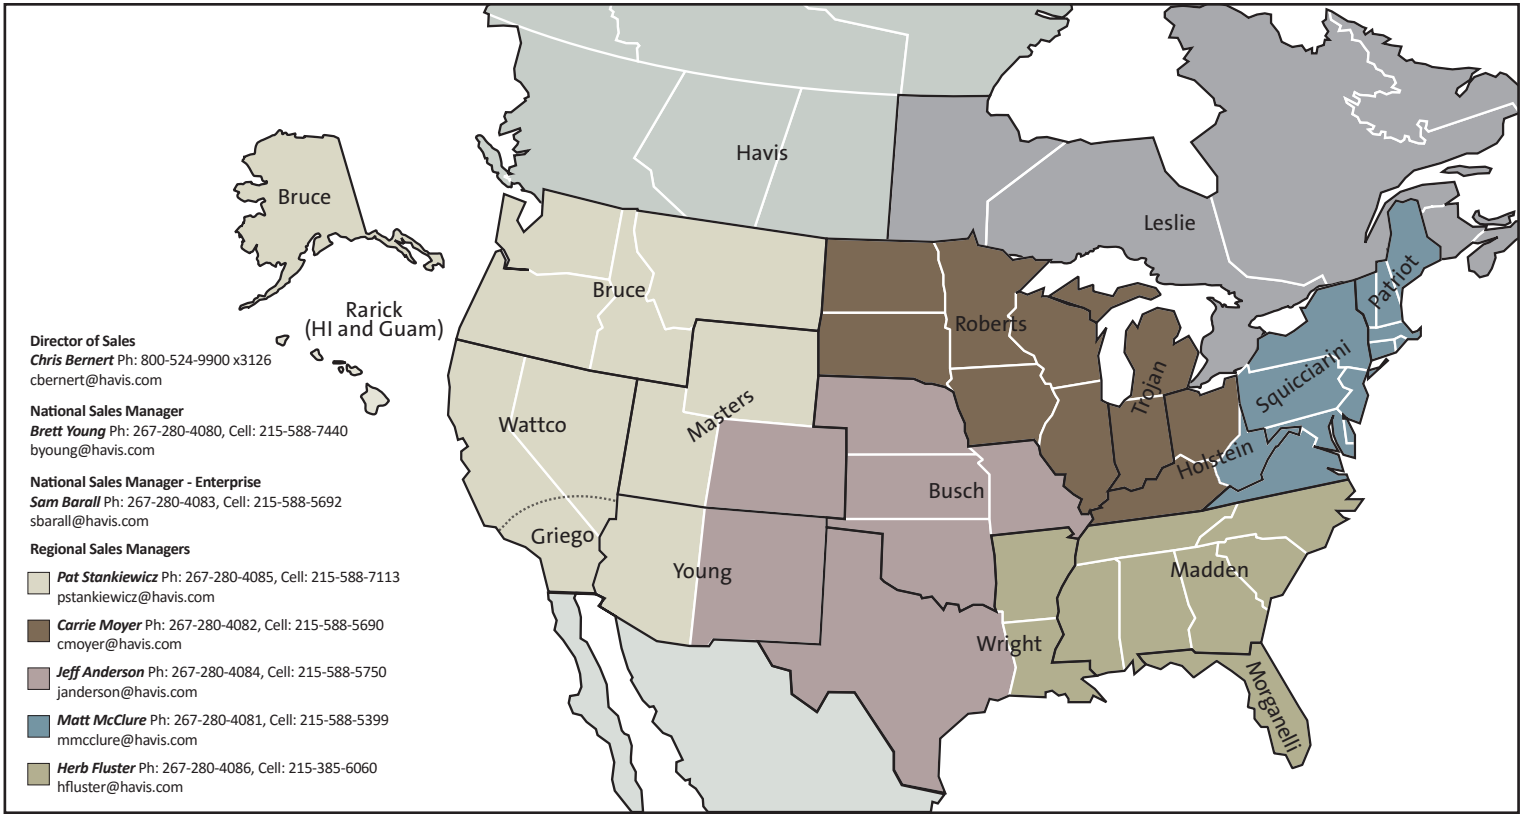 Director of Sales
Chris Bernert Ph: 800-524-9900 x3126
cbernert@havis.com
National Sales Manager
Brett Young Ph: 267-280-4080, Cell: 215-588-7440
byoung@havis.com
National Sales Manager - Enterprise
Sam Barall Ph: 267-280-4083, Cell: 215-588-5692
sbarall@havis.com
Regional Sales Managers
Pat Stankiewicz Ph: 267-280-4085, Cell: 215-588-7113
pstankiewicz@havis.com
Carrie Moyer Ph: 267-280-4082, Cell: 215-588-5690
cmoyer@havis.com
Jeff Anderson Ph: 267-280-4084, Cell: 215-588-5750
janderson@havis.com
Matt McClure Ph: 267-280-4081, Cell: 215-588-5399
mmcclure@havis.com
Herb Fluster Ph: 267-280-4086, Cell: 215-385-6060
hfluster@havis.com
Bruce
Rarick
(HI and Guam)
Havis
Leslie
Bruce
Roberts
Patriot
Trojan
Squicciarini
Wattco
Masters
Holstein
Busch
Griego
Young
Madden
Wright
Morganelli